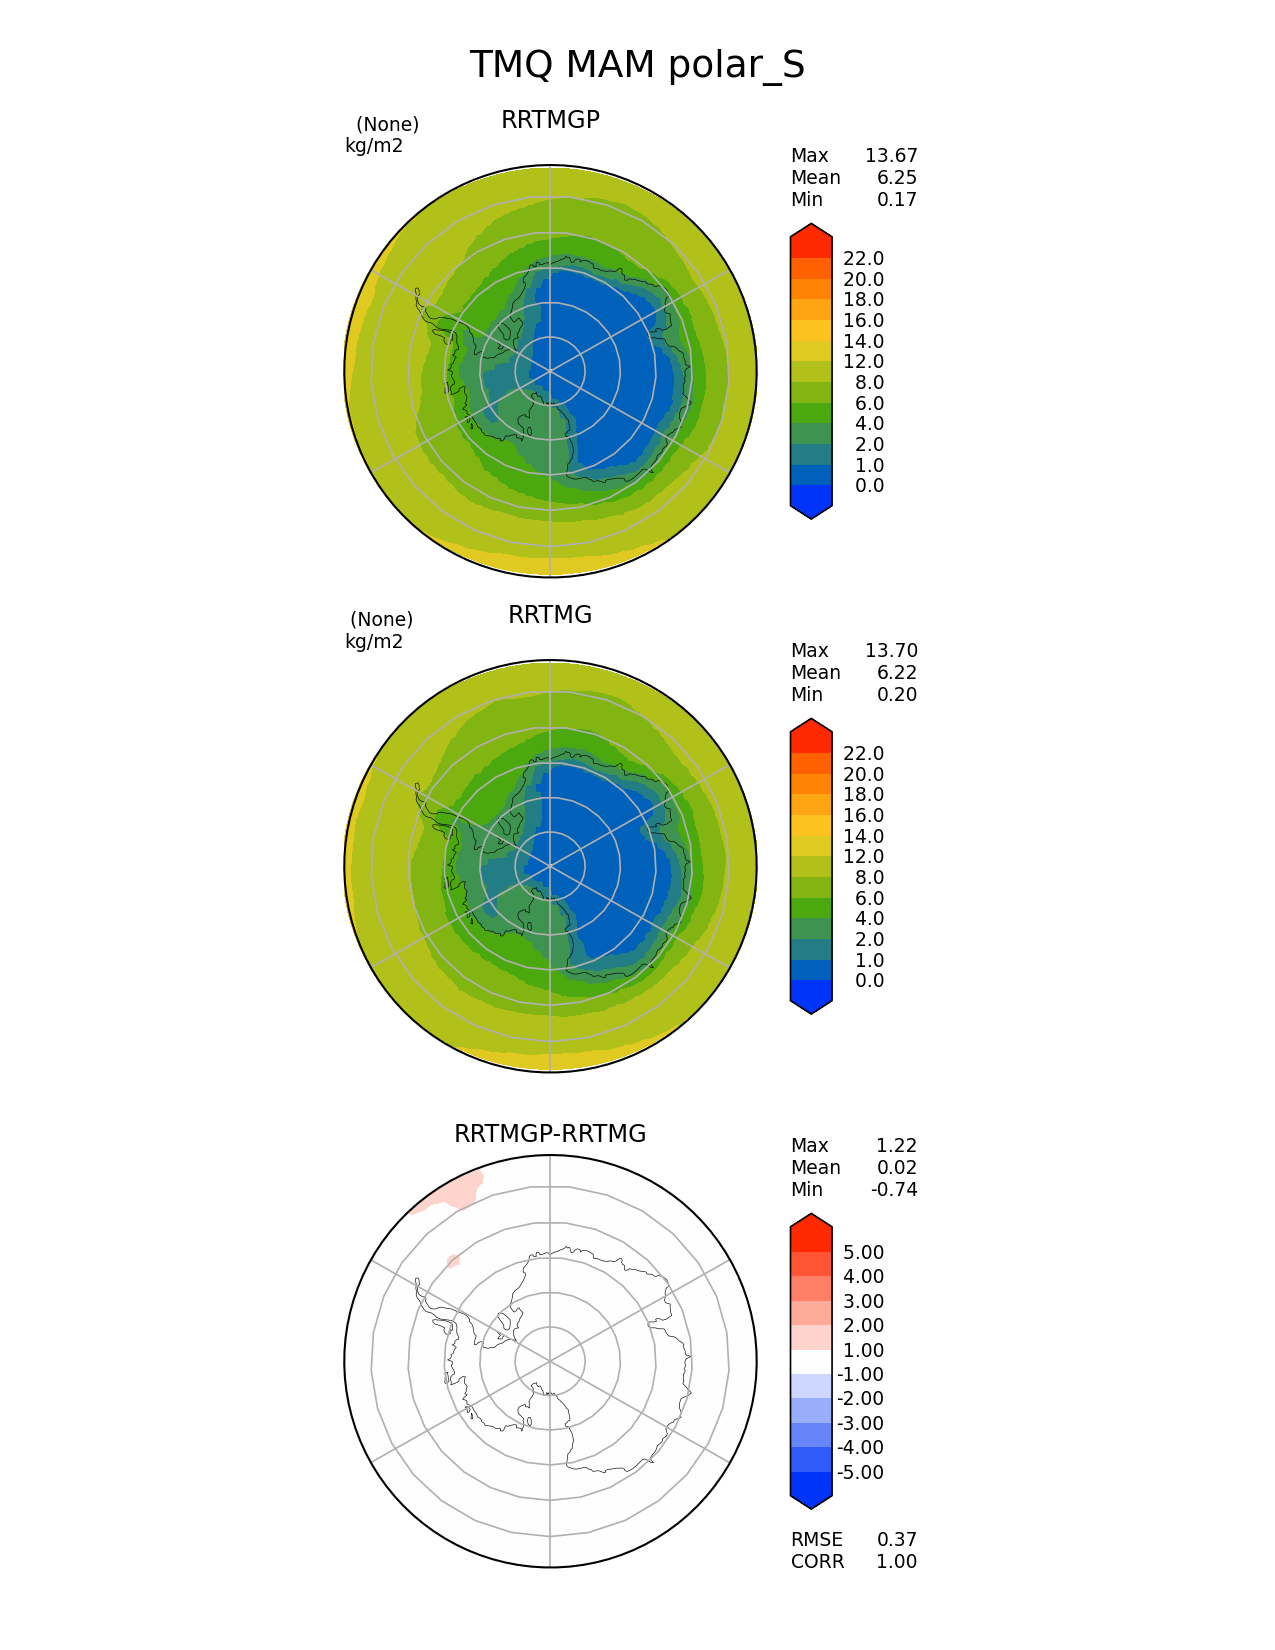 TMQ MAM polar_S
RRTMGP
(None)
kg/m2
Max 13.67
Mean 6.25
Min 0.17
22.0
20.0
18.0
16.0
14.0
12.0
8.0
6.0
4.0
2.0
1.0
0.0
RRTMG
(None)
kg/m2
Max 13.70
Mean 6.22
Min 0.20
22.0
20.0
18.0
16.0
14.0
12.0
8.0
6.0
4.0
2.0
1.0
0.0
RRTMGP-RRTMG
Max 1.22
Mean 0.02
Min -0.74
5.00
4.00
3.00
2.00
1.00
-1.00
-2.00
-3.00
-4.00
-5.00
RMSE 0.37
CORR 1.00